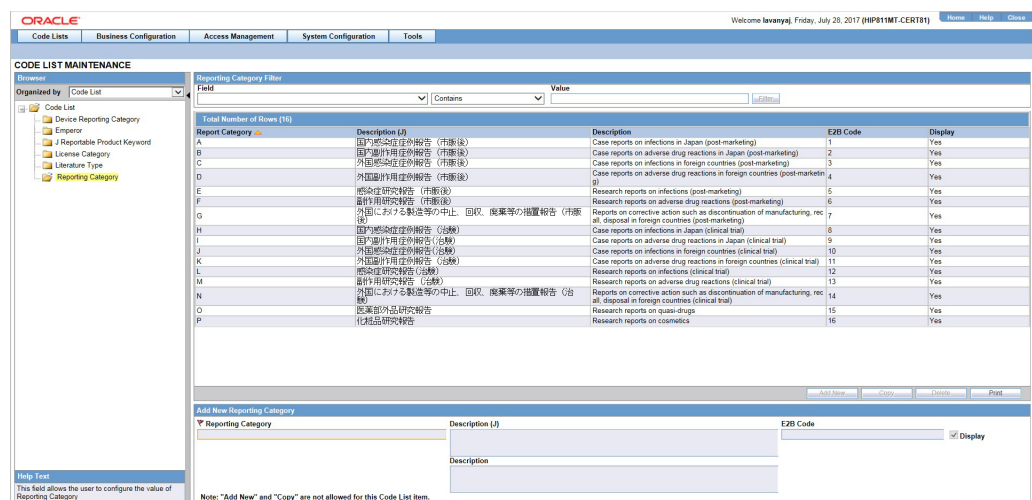 ORACLE
Welcome lavanyaj, Friday, July 28, 2017 (HIP811MT-CERT81)
Home Help Close
Code Lists Business Configuration Access Management System Configuration Tools
CODE LIST MAINTENANCE
Browser
Organized by Code List
Code List
Device Reporting Category
Emperor
J Reportable Product Keyword
License Category
Literature Type
Reporting Category
Help Text
This field allows the user to configure the value of
Reporting Category
Reporting Category Filter
Field Value
Contains Filter
Total Number of Rows (16)
Report Category Description (J) Description E2B Code Display
A 国内感染症症例報告（市販後） Case reports on infections in Japan (post-marketing) 1 Yes
B 国内副作用症例報告（市販後） Case reports on adverse drug reactions in Japan (post-marketing) 2 Yes
C 外国感染症症例報告（市販後） Case reports on infections in foreign countries (post-marketing) 3 Yes
D 外国副作用症例報告（市販後） Case reports on adverse drug reactions in foreign countries (post-marketin
g) 4 Yes
E 感染症研究報告（市販後） Research reports on infections (post-marketing) 5 Yes
F 副作用研究報告（市販後） Research reports on adverse reactions (post-marketing) 6 Yes
G 外国における製造等の中止、回収、廃棄等の措置報告（市販
後） Reports on corrective action such as discontinuation of manufacturing, rec
all, disposal in foreign countries (post-marketing) 7 Yes
H 国内感染症症例報告（治験） Case reports on infections in Japan (clinical trial) 8 Yes
I 国内副作用症例報告(治験） Case reports on adverse drug reactions in Japan (clinical trial) 9 Yes
J 外国感染症症例報告(治験） Case reports on infections in foreign countries (clinical trial) 10 Yes
K 外国副作用症例報告（治験） Case reports on adverse drug reactions in foreign countries (clinical trial) 11 Yes
L 感染症研究報告(治験） Research reports on infections (clinical trial) 12 Yes
M 副作用研究報告（治験） Research reports on adverse drug reactions (clinical trial) 13 Yes
N 外国における製造等の中止、回収、廃棄等の措置報告（治
験） Reports on corrective action such as discontinuation of manufacturing, rec
all, disposal in foreign countries (clinical trial) 14 Yes
O 医薬部外品研究報告 Research reports on quasi-drugs 15 Yes
P 化粧品研究報告 Research reports on cosmetics 16 Yes
Add New Copy Delete Print
Add New Reporting Category
Reporting Category Description (J) E2B Code
Display
Description
Note: "Add New" and "Copy" are not allowed for this Code List item.